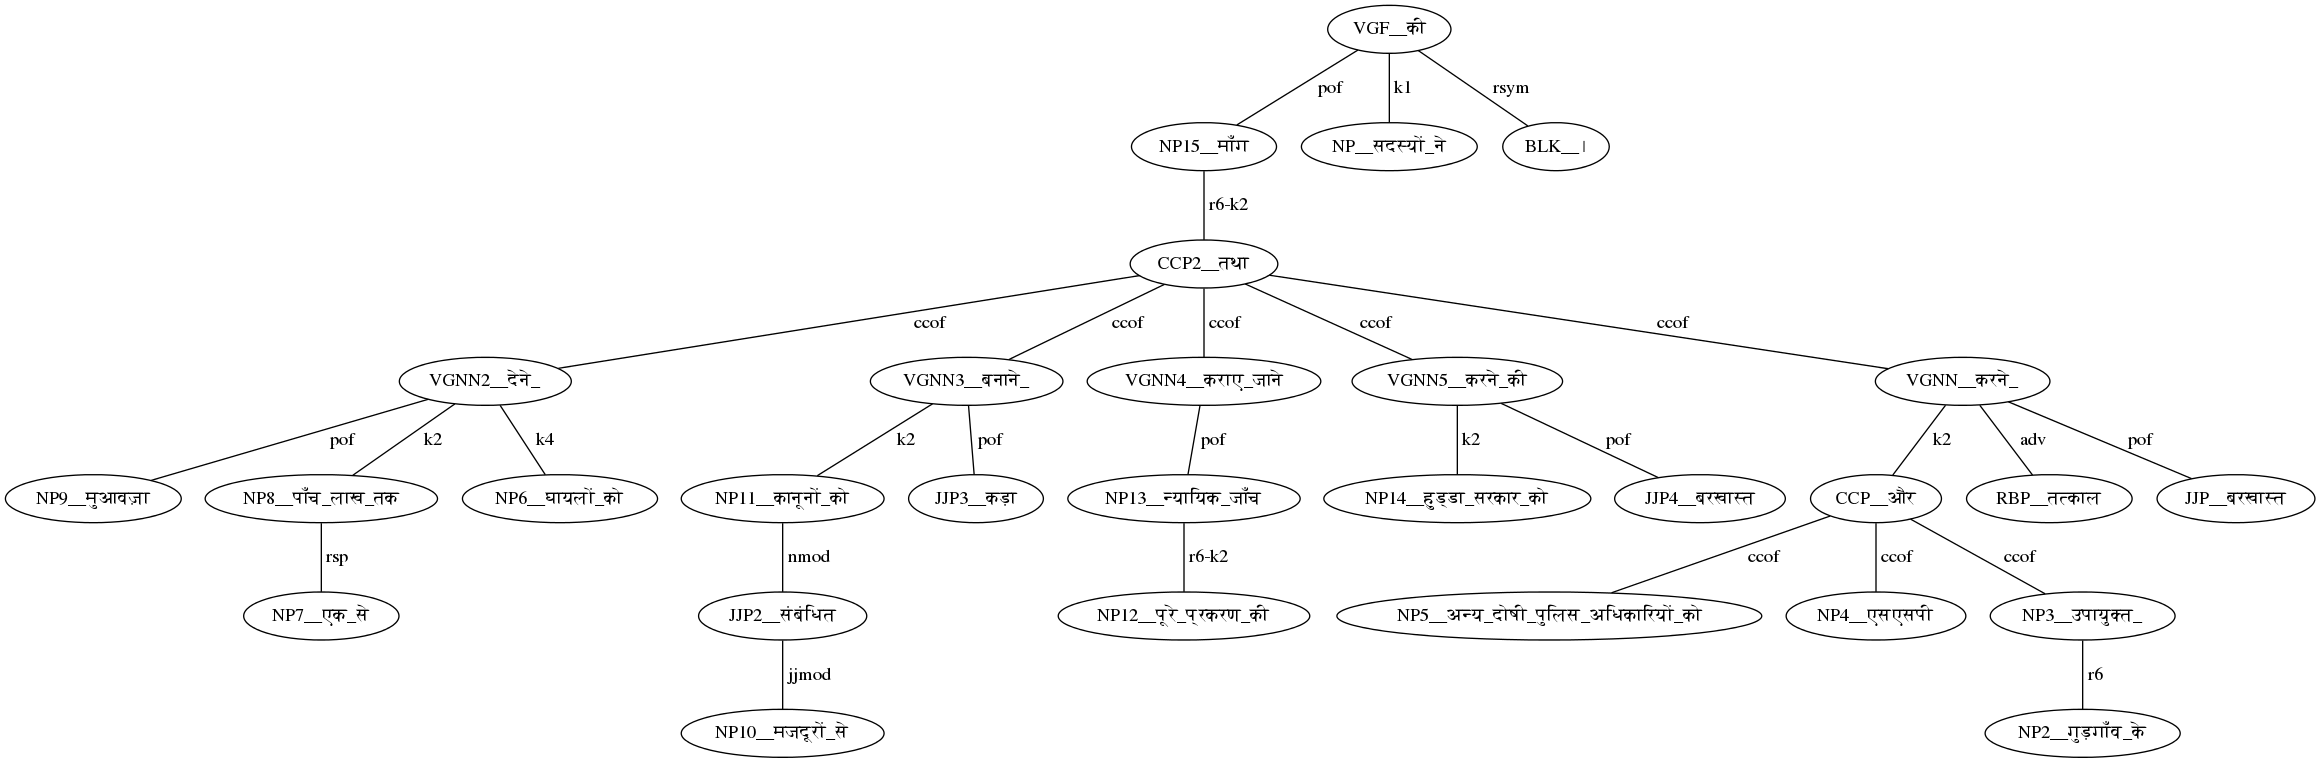 VGF__की
pof k1 rsym
NP15__माँग NP__सदस्यों_ने BLK__।
r6-k2
CCP2__तथा
ccof ccof ccof ccof ccof
VGNN2__देने_ VGNN3__बनाने_ VGNN4__कराए_जाने VGNN5__करने_की VGNN__करने_
pof k2 k4 k2 pof pof k2 pof k2 adv pof
NP9__मुआवज़ा NP8__पाँच_लाख_तक NP6__घायलों_को NP11__कानूनों_को JJP3__कड़ा NP13__न्यायिक_जाँच NP14__हुड्डा_सरकार_को JJP4__बरखास्त CCP__और RBP__तत्काल JJP__बरखास्त
rsp nmod r6-k2 ccof ccof ccof
NP7__एक_से JJP2__संबंधित NP12__पूरे_प्रकरण_की NP5__अन्य_दोषी_पुलिस_अधिकारियों_को NP4__एसएसपी NP3__उपायुक्त_
jjmod r6
NP10__मजदूरों_से NP2__गुड़गाँव_के